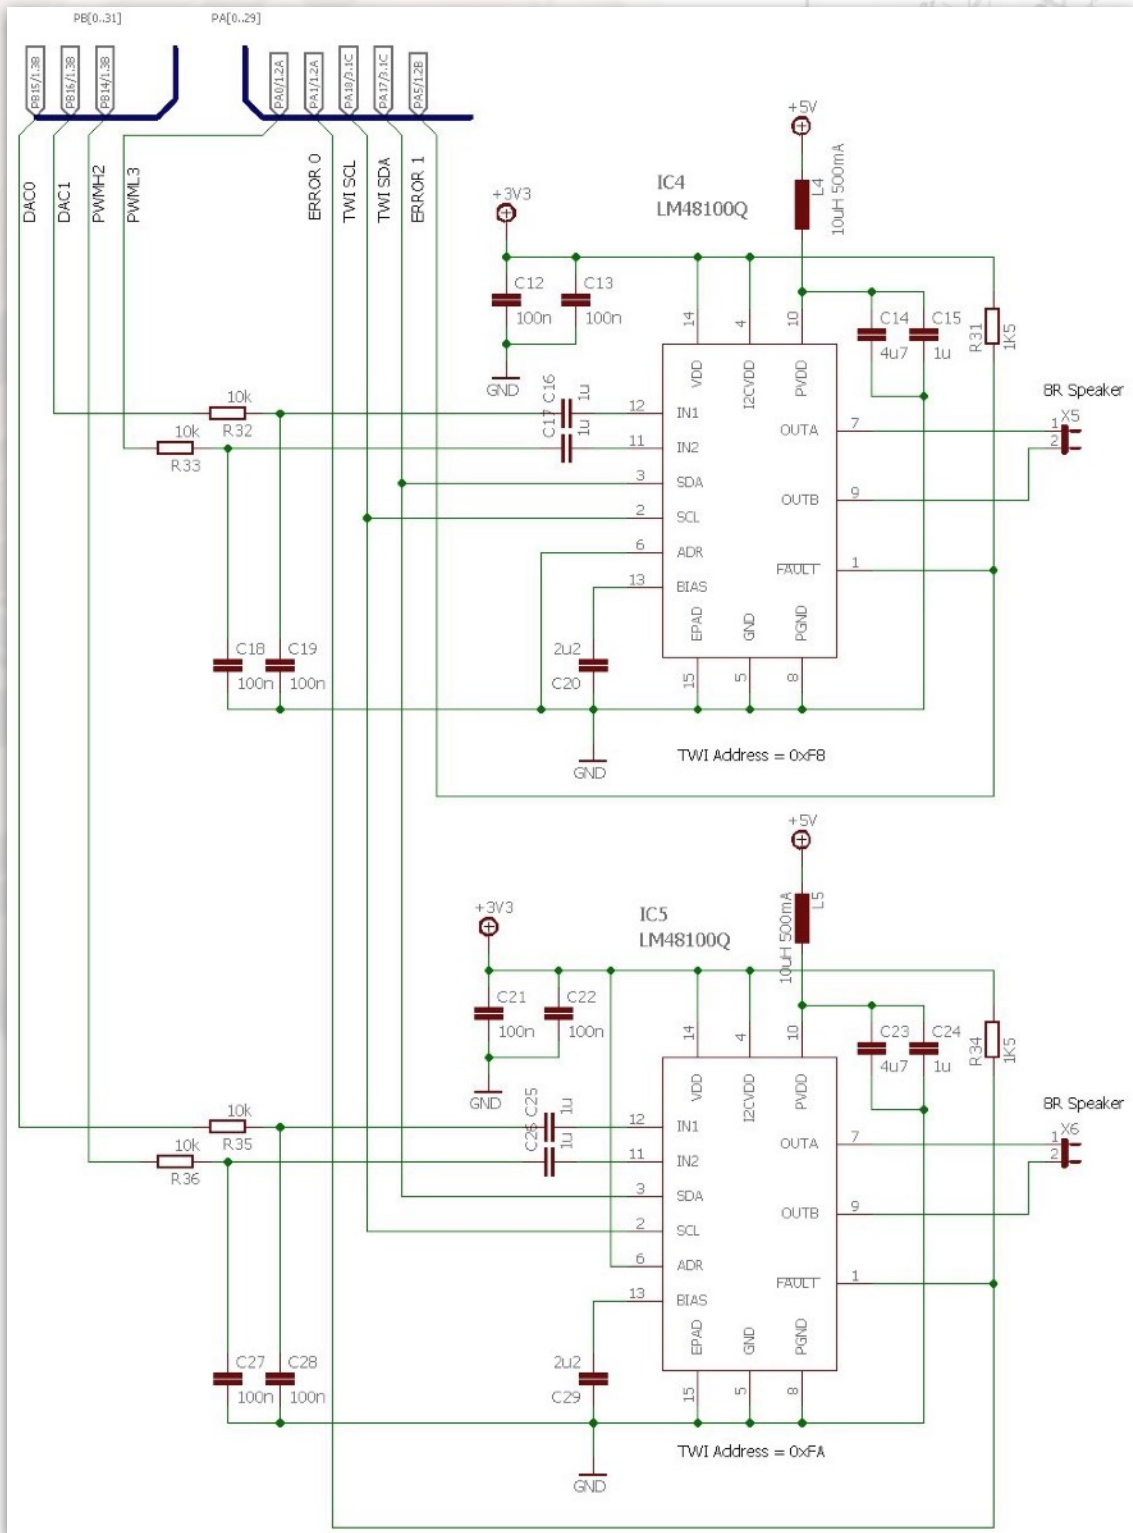 PB[0..31]
PA[0..29]
PB15/1.3B
PB16/1.3B
PB14/1.3B
PA0/1.2A
PA1/1.2A
PA18/3.1C
PA17/3.1C
PA5/1.2B
DAC0
DAC1
PWMH2
PWML3
ERROR 0
TWI SCL
TWI SDA
ERROR 1
+5V
L4
10uH 500mA
IC4
LM48100Q
+3V3
C12
100n
C13
100n
GND
14
4
10
VDD
I2CVDD
PVDD
C14
4u7
C15
1u
R31
1K5
8R Speaker
X5
1
2
10k
R32
10k
R33
C16
1u
C17
1u
12
IN1
11
IN2
3
SDA
2
SCL
6
ADR
13
BIAS
OUTA
7
OUTB
9
FAULT
1
EPAD
GND
PGND
15
5
8
C18
100n
C19
100n
2u2
C20
GND
TWI Address = 0xF8
+5V
L5
10uH 500mA
IC5
LM48100Q
+3V3
C21
100n
C22
100n
GND
14
4
10
VDD
I2CVDD
PVDD
C23
4u7
C24
1u
R34
1K5
8R Speaker
X6
1
2
10k
R35
10k
R36
C25
1u
C26
1u
12
IN1
11
IN2
3
SDA
2
SCL
6
ADR
13
BIAS
OUTA
7
OUTB
9
FAULT
1
EPAD
GND
PGND
15
5
8
C27
100n
C28
100n
2u2
C29
GND
TWI Address = 0xFA